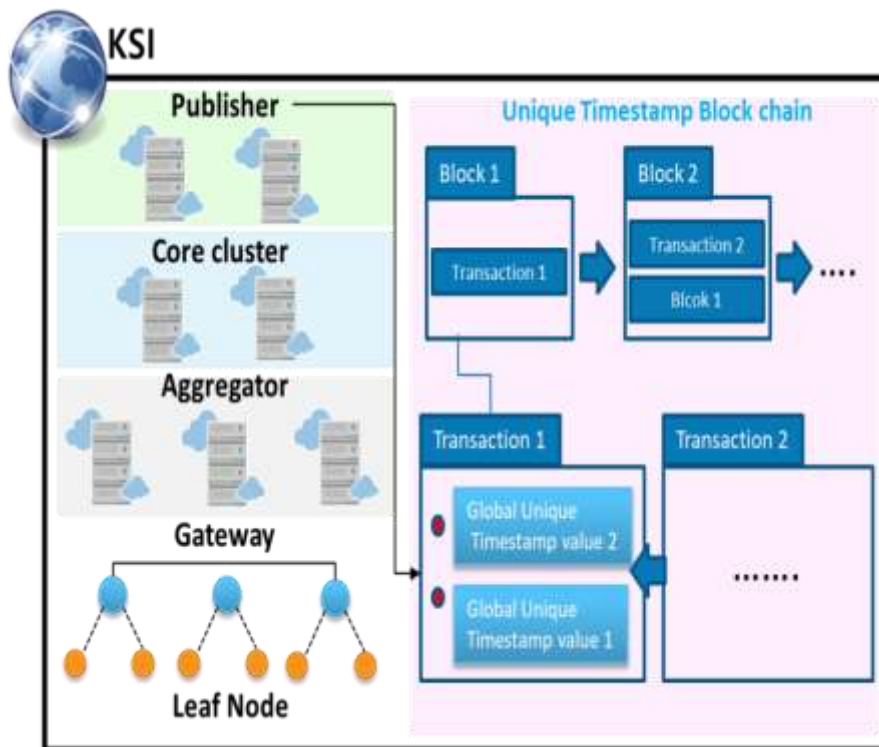 KSI
Publisher
Core cluster
Aggregator
Gateway
Leaf Node
Unique Timestamp Block chain
Block 1
Transaction 1
Block 2
Transaction 2
Blcok 1
....
Transaction 1
Global Unique
Timestamp value 2
Global Unique
Timestamp value 1
Transaction 2
.......